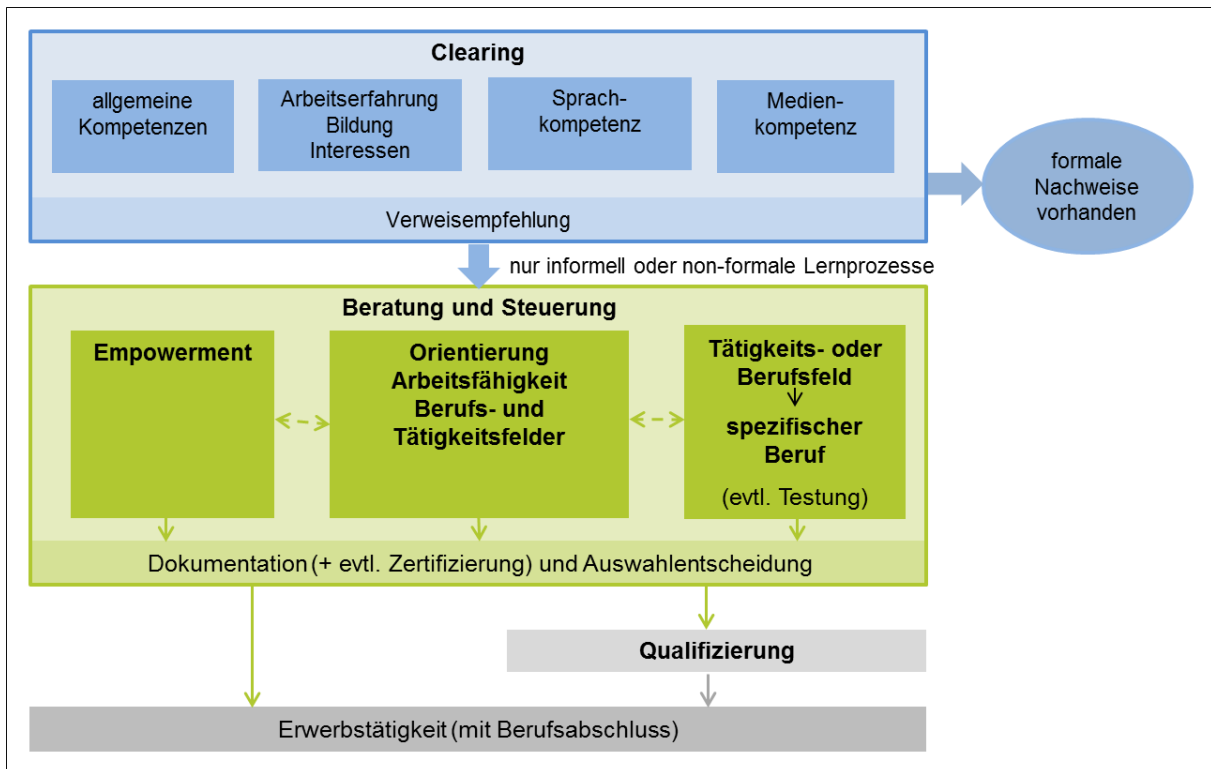 Clearing
allgemeine
Kompetenzen
Arbeitserfahrung
Bildung
Interessen
Sprach-
kompetenz
Medien-
kompetenz
formale
Nachweise
vorhanden
Verweisempfehlung
nur informell oder non-formale Lernprozesse
Beratung und Steuerung
Empowerment
Orientierung
Arbeitsfähigkeit
Berufs- und
Tätigkeitsfelder
Tätigkeits- oder
Berufsfeld
spezifischer
Beruf
(evtl. Testung)
Dokumentation (+ evtl. Zertifizierung) und Auswahlentscheidung
Qualifizierung
Erwerbstätigkeit (mit Berufsabschluss)